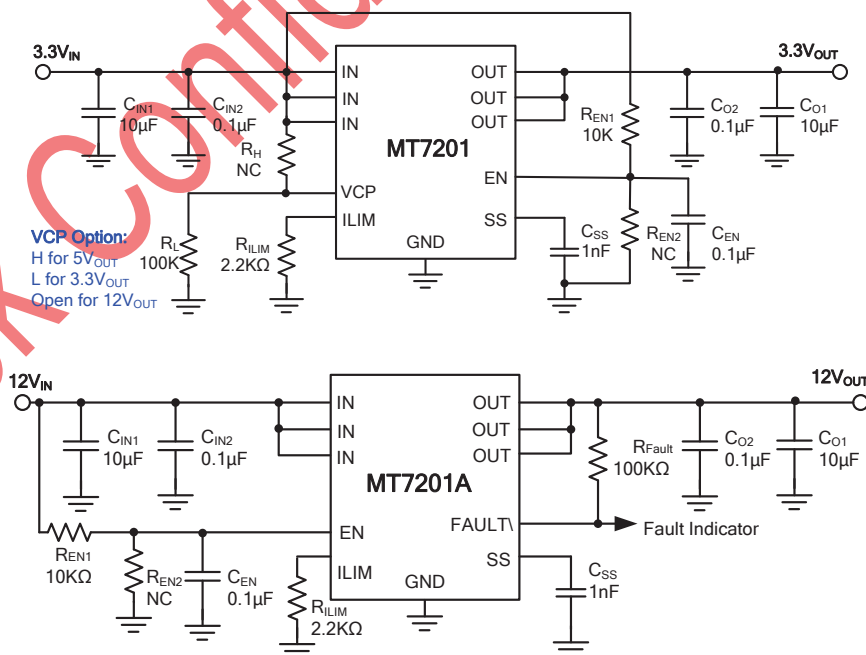 3.3VIN
3.3VOUT
CIN1
10µF
CIN2
0.1µF
IN
IN
IN
OUT
OUT
OUT
REN1
10K
CO2
0.1µF
CO1
10µF
RH
NC
MT7201
VCP
ILIM
EN
SS
GND
VCP Option:
H for 5VOUT
L for 3.3VOUT
Open for 12VOUT
RL
100K
RILIM
2.2KΩ
CSS
1nF
REN2
NC
CEN
0.1µF
12VIN
12VOUT
CIN1
10µF
CIN2
0.1µF
IN
IN
IN
OUT
OUT
OUT
RFault
100KΩ
CO2
0.1µF
CO1
10µF
MT7201A
EN
ILIM
FAULT\
SS
GND
Fault Indicator
REN1
10KΩ
REN2
NC
CEN
0.1µF
RILIM
2.2KΩ
CSS
1nF